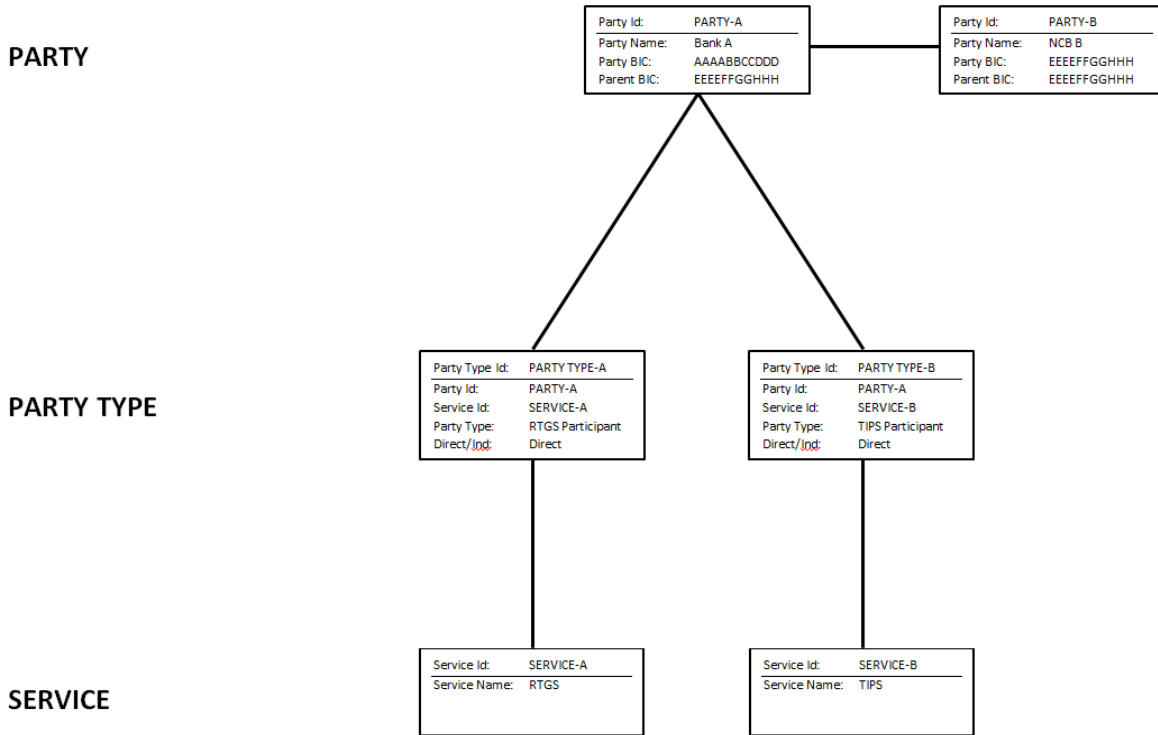 PARTY
Party Id: PARTY-A
Party Name: Bank A
Party BIC: AAAABBCCDDD
Parent BIC: EEEEFFGGHHH
Party Id: PARTY-B
Party Name: NCB B
Party BIC: EEEEFFGGHHH
Parent BIC: EEEEFFGGHHH
PARTY TYPE
Party Type Id: PARTY TYPE-A
Party Id: PARTY-A
Service Id: SERVICE-A
Party Type: RTGS Participant
Direct/Ind: Direct
Party Type Id: PARTY TYPE-B
Party Id: PARTY-A
Service Id: SERVICE-B
Party Type: TIPS Participant
Direct/Ind: Direct
SERVICE
Service Id: SERVICE-A
Service Name: RTGS
Service Id: SERVICE-B
Service Name: TIPS